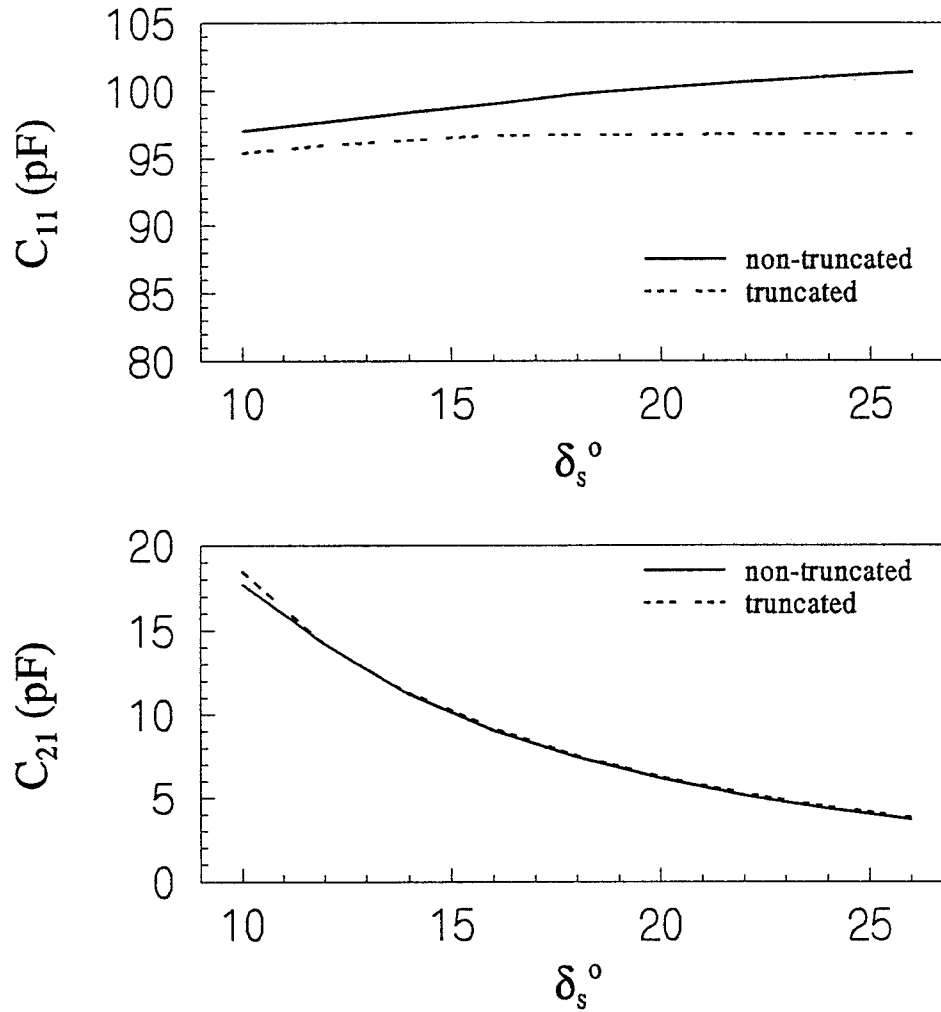 105
100
95
90
85
80
C₁₁ (pF)
non-truncated
truncated
10 15 20 25
δₛ°
20
15
10
5
0
C₂₁ (pF)
non-truncated
truncated
10 15 20 25
δₛ°